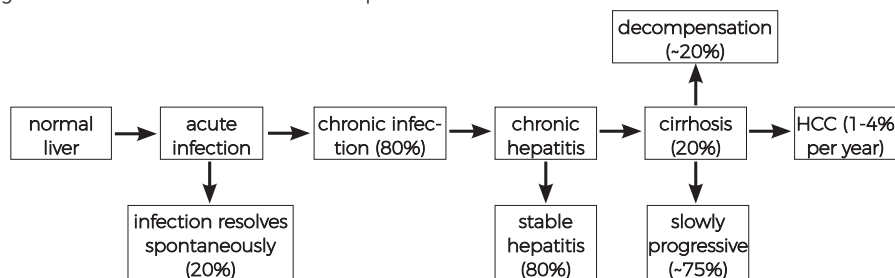 decompensation
(~20%)
normal
liver
acute
infection
chronic infec-
tion (80%)
chronic
hepatitis
cirrhosis
(20%)
HCC (1-4%
per year)
infection resolves
spontaneously
(20%)
stable
hepatitis
(80%)
slowly
progressive
(~75%)